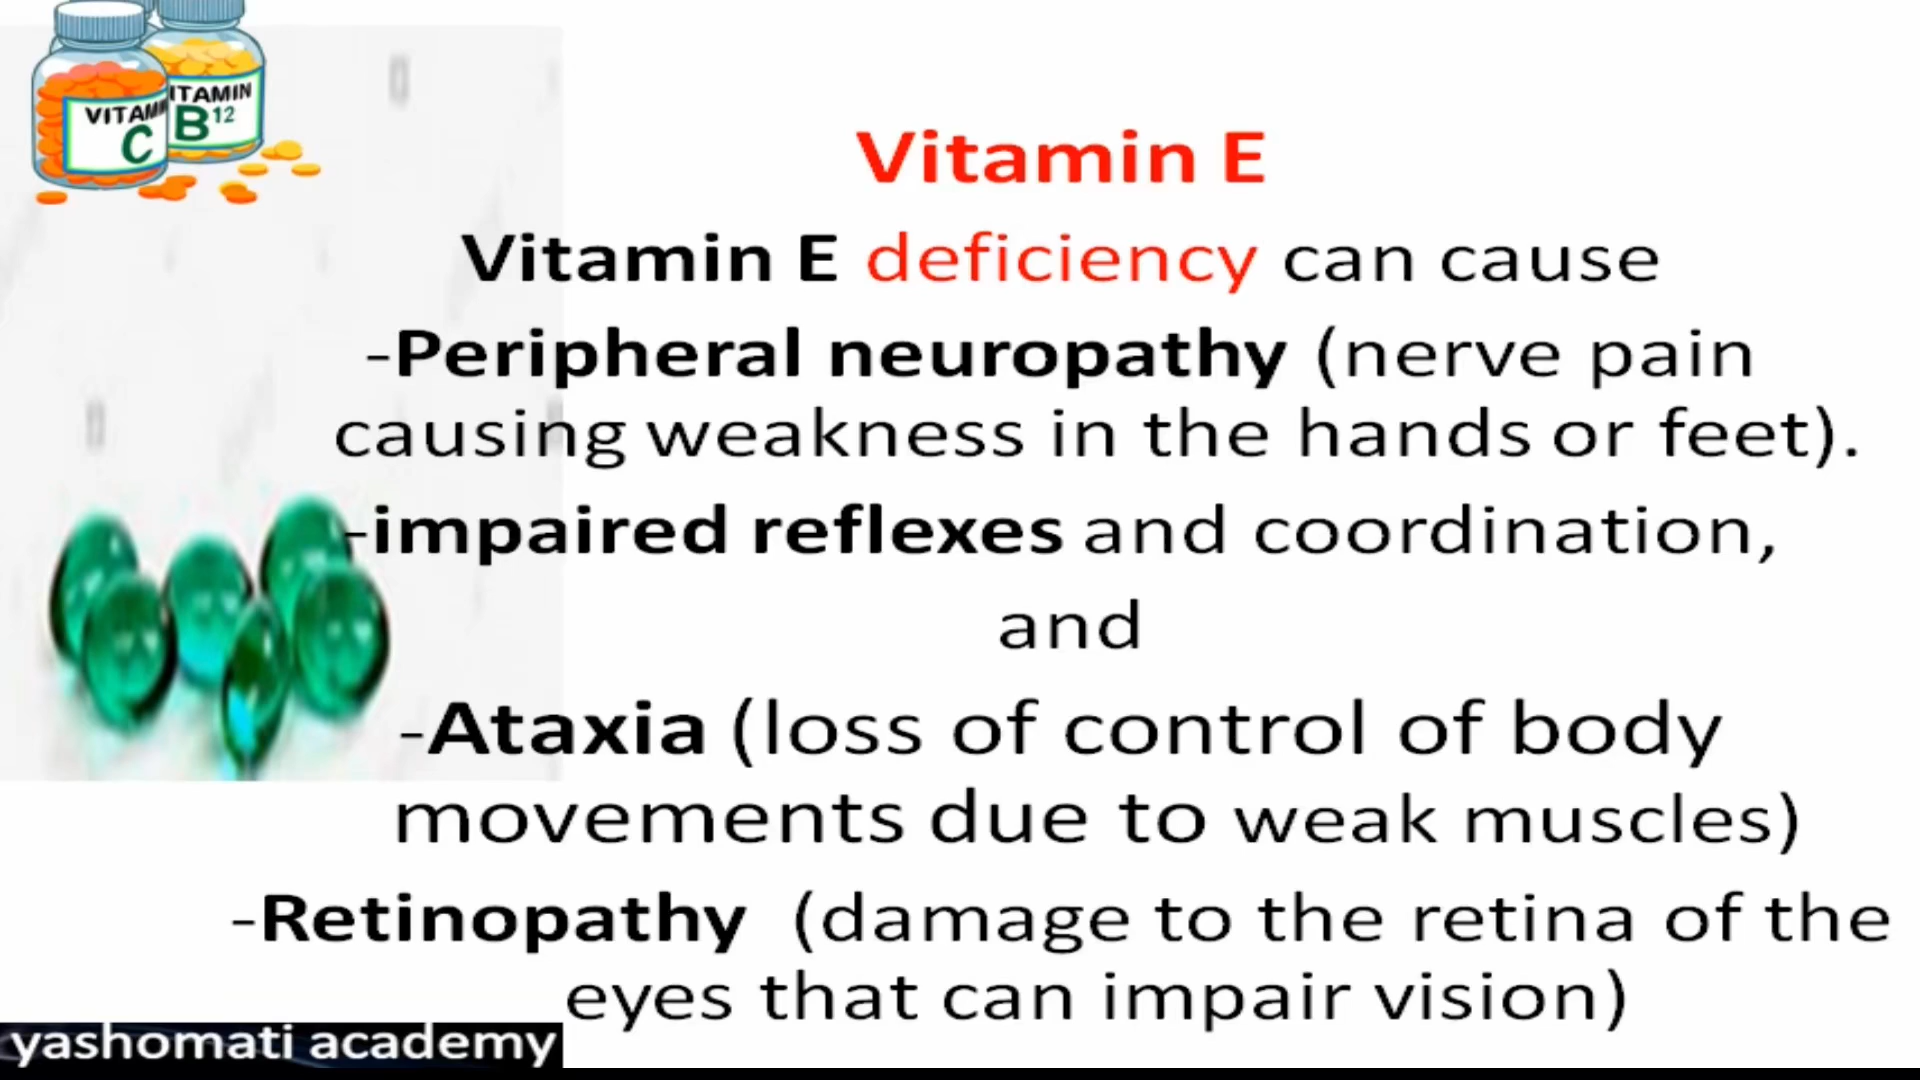 VITAMIN
B12
VITAM
C
Vitamin E
Vitamin E deficiency can cause
-Peripheral neuropathy (nerve pain
causing weakness in the hands or feet).
-impaired reflexes and coordination,
and
-Ataxia (loss of control of body
movements due to weak muscles)
-Retinopathy (damage to the retina of the
eyes that can impair vision)
yashomati academy